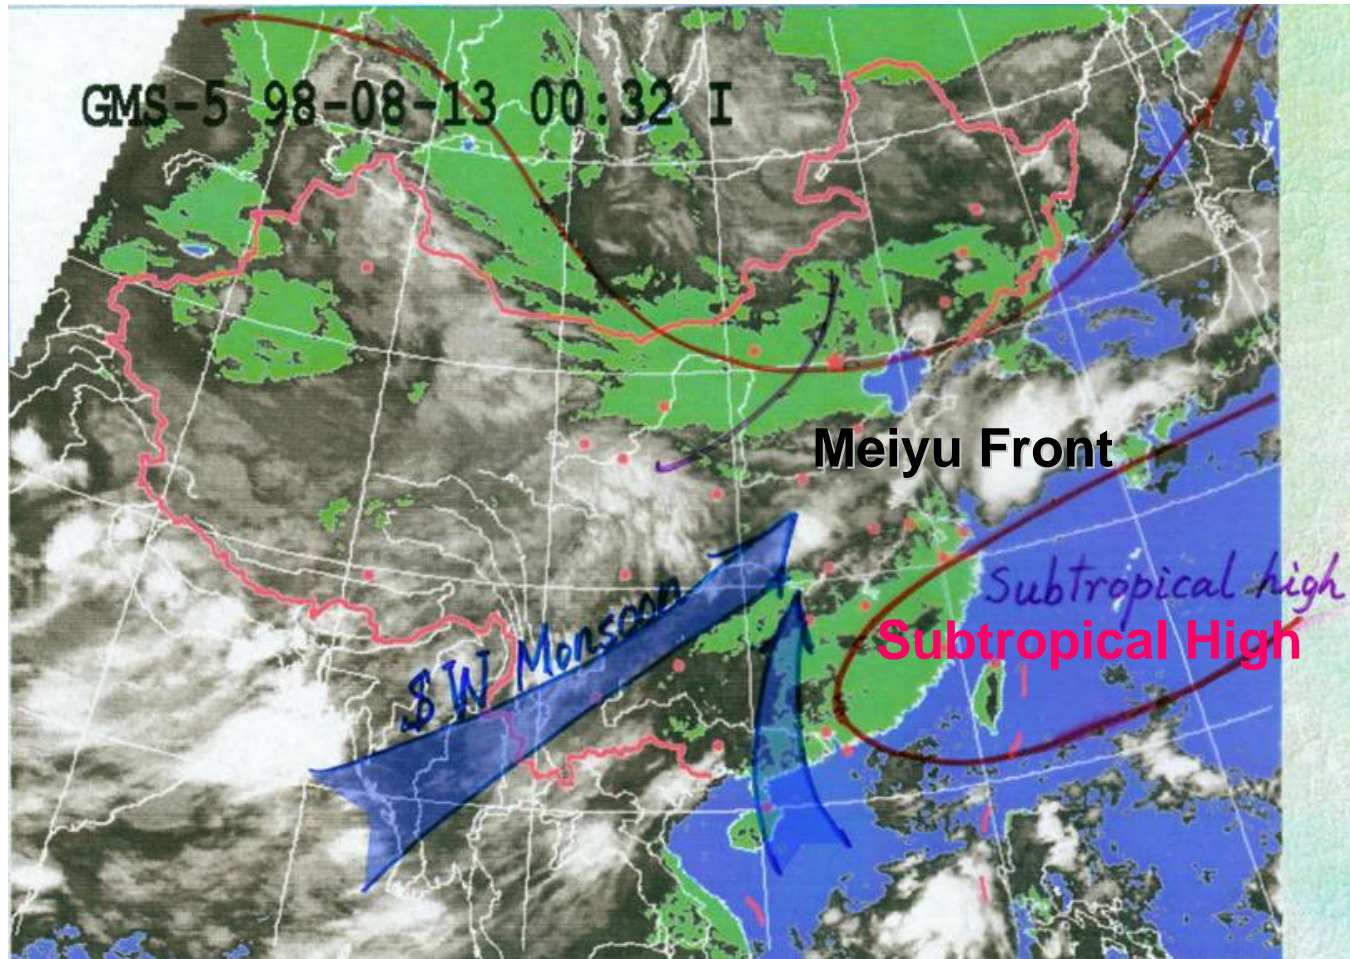 GMS-5 98-08-13 00:32 I
Meiyu Front
Subtropical high
Subtropical High
SW Monsoon